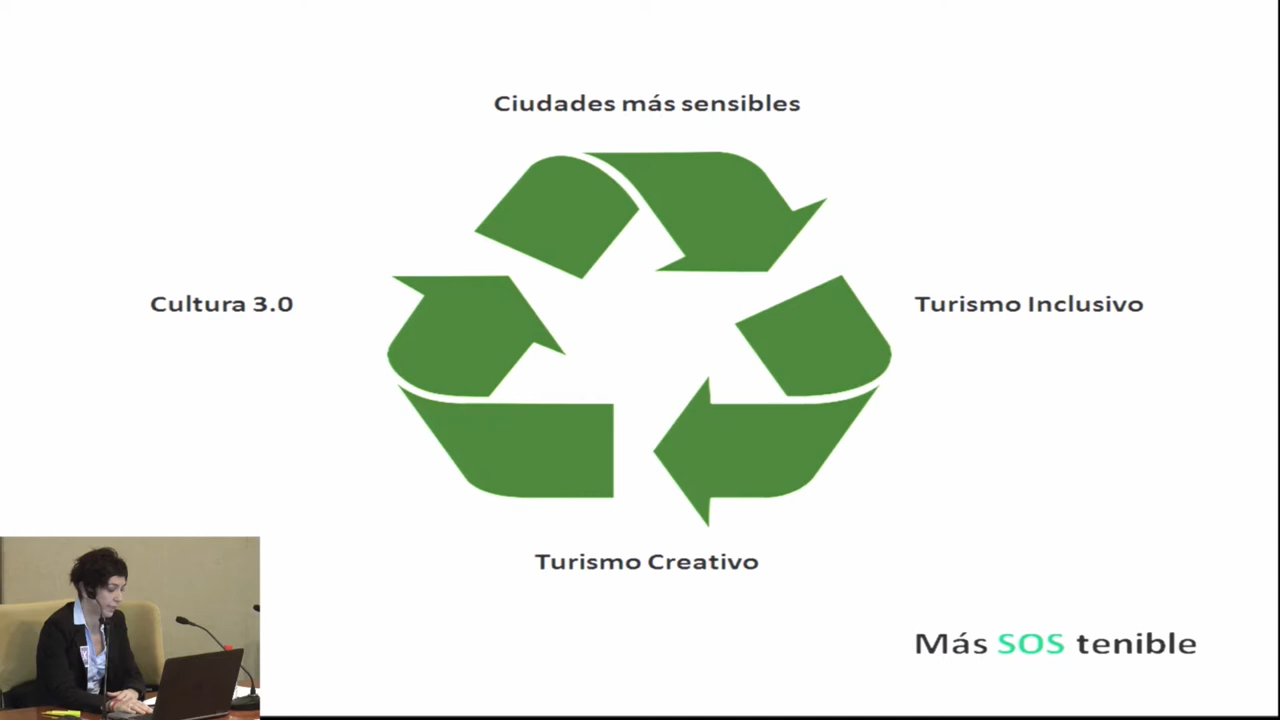 Ciudades más sensibles
Cultura 3.0
Turismo Inclusivo
Turismo Creativo
Más SOS tenible